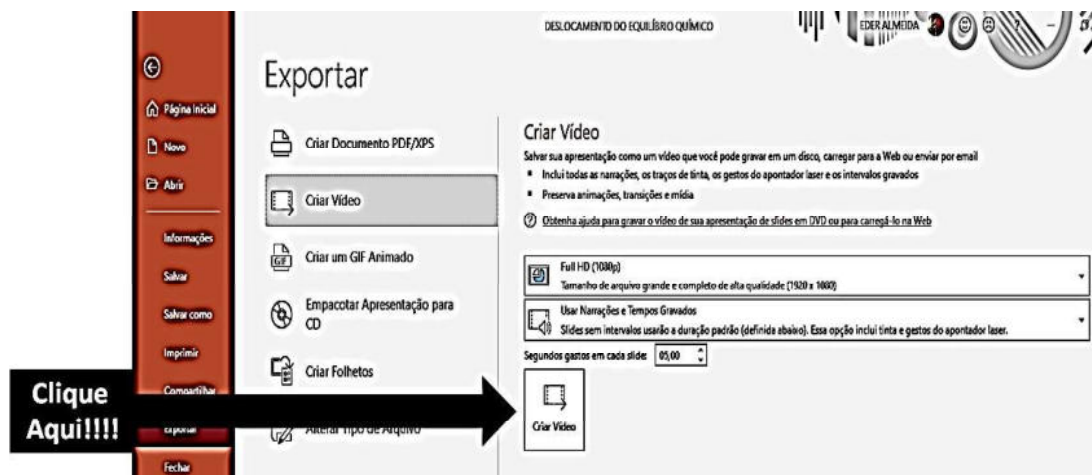 DESLOCAMENTO DO EQUILÍBRIO QUÍMICO
EDER ALMEIDA
Exportar
Página Inicial
Novo
Abrir
Informações
Salvar
Salvar como
Imprimir
Compartilhar
Exportar
Fechar
Criar Documento PDF/XPS
Criar Vídeo
Criar um GIF Animado
GIF
Empacotar Apresentação para
CD
Criar Folhetos
Alterar Tipo de Arquivo
Criar Vídeo
Salvar sua apresentação como um vídeo que você pode gravar em um disco, carregar para a Web ou enviar por email
Inclui todas as narrações, os traços de tinta, os gestos do apontador laser e os intervalos gravados
Preserva animações, transições e mídia
Obtenha ajuda para gravar o vídeo de sua apresentação de slides em DVD ou para carregá-lo na Web
Full HD (1080p)
Tamanho de arquivo grande e completo de alta qualidade (1920 x 1080)
Usar Narrações e Tempos Gravados
Slides sem intervalos usarão a duração padrão (definida abaixo). Essa opção inclui tinta e gestos do apontador laser.
Segundos gastos em cada slide: 05,00
Criar Vídeo
Clique
Aqui!!!!